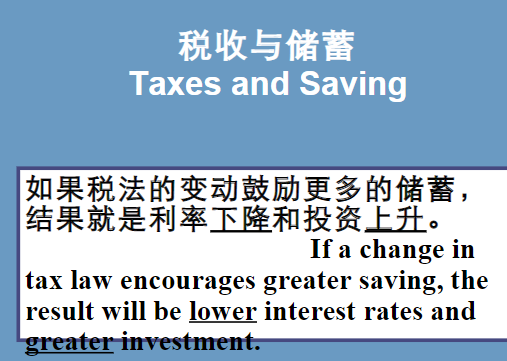 税收与储蓄
Taxes and Saving
如果税法的变动鼓励更多的储蓄，
结果就是利率下降和投资上升。
If a change in
tax law encourages greater saving, the
result will be lower interest rates and
greater investment.